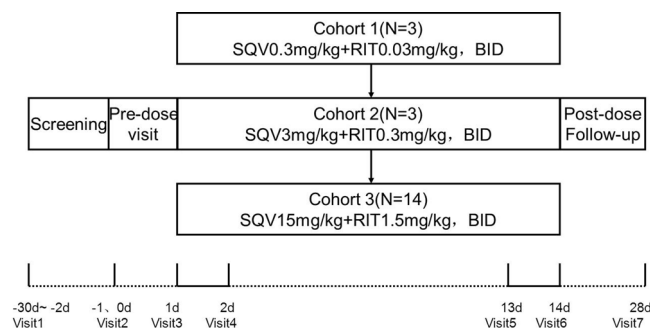 Cohort 1(N=3)
SQV0.3mg/kg+RIT0.03mg/kg，BID
Screening
Pre-dose
visit
Cohort 2(N=3)
SQV3mg/kg+RIT0.3mg/kg，BID
Post-dose
Follow-up
Cohort 3(N=14)
SQV15mg/kg+RIT1.5mg/kg，BID
-30d~ -2d -1、0d 1d 2d 13d 14d 28d
Visit1 Visit2 Visit3 Visit4 Visit5 Visit6 Visit7